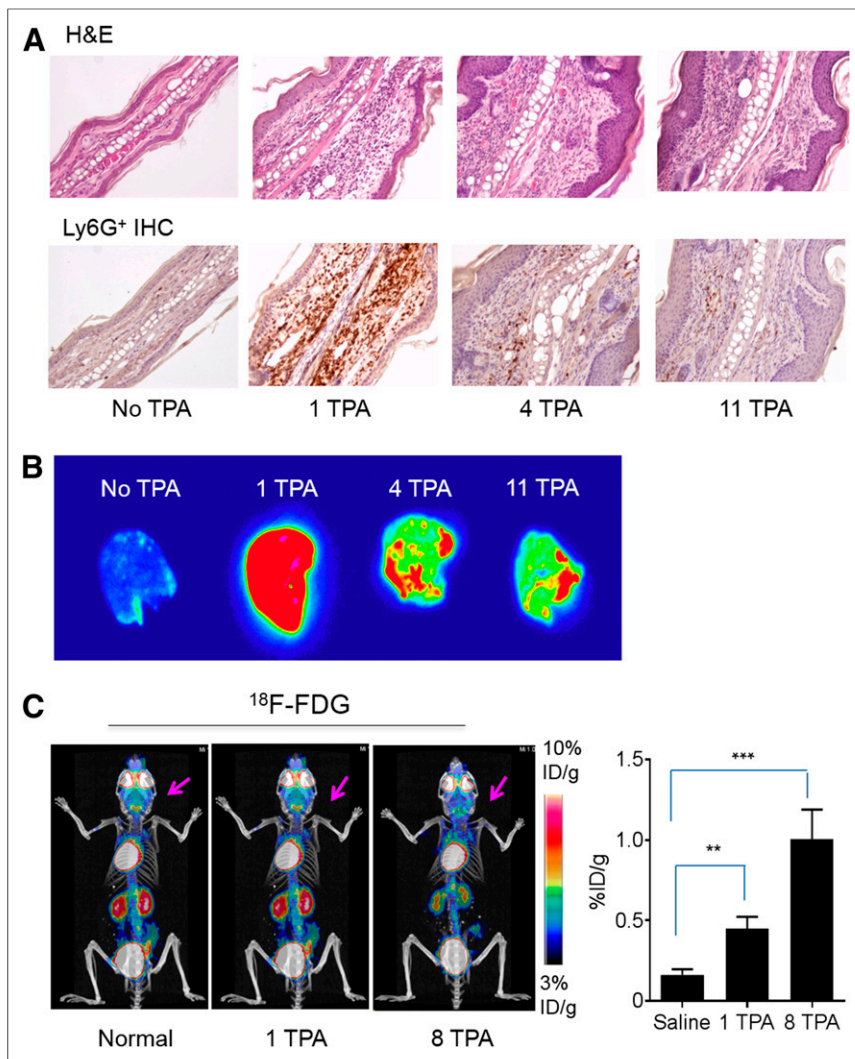 A
H&E
Ly6G⁺ IHC
No TPA 1 TPA 4 TPA 11 TPA
B
No TPA 1 TPA 4 TPA 11 TPA
C
¹⁸F-FDG
10%
ID/g
3%
ID/g
Normal 1 TPA 8 TPA
%ID/g
1.5
1.0
0.5
0
***
**
Saline 1 TPA 8 TPA